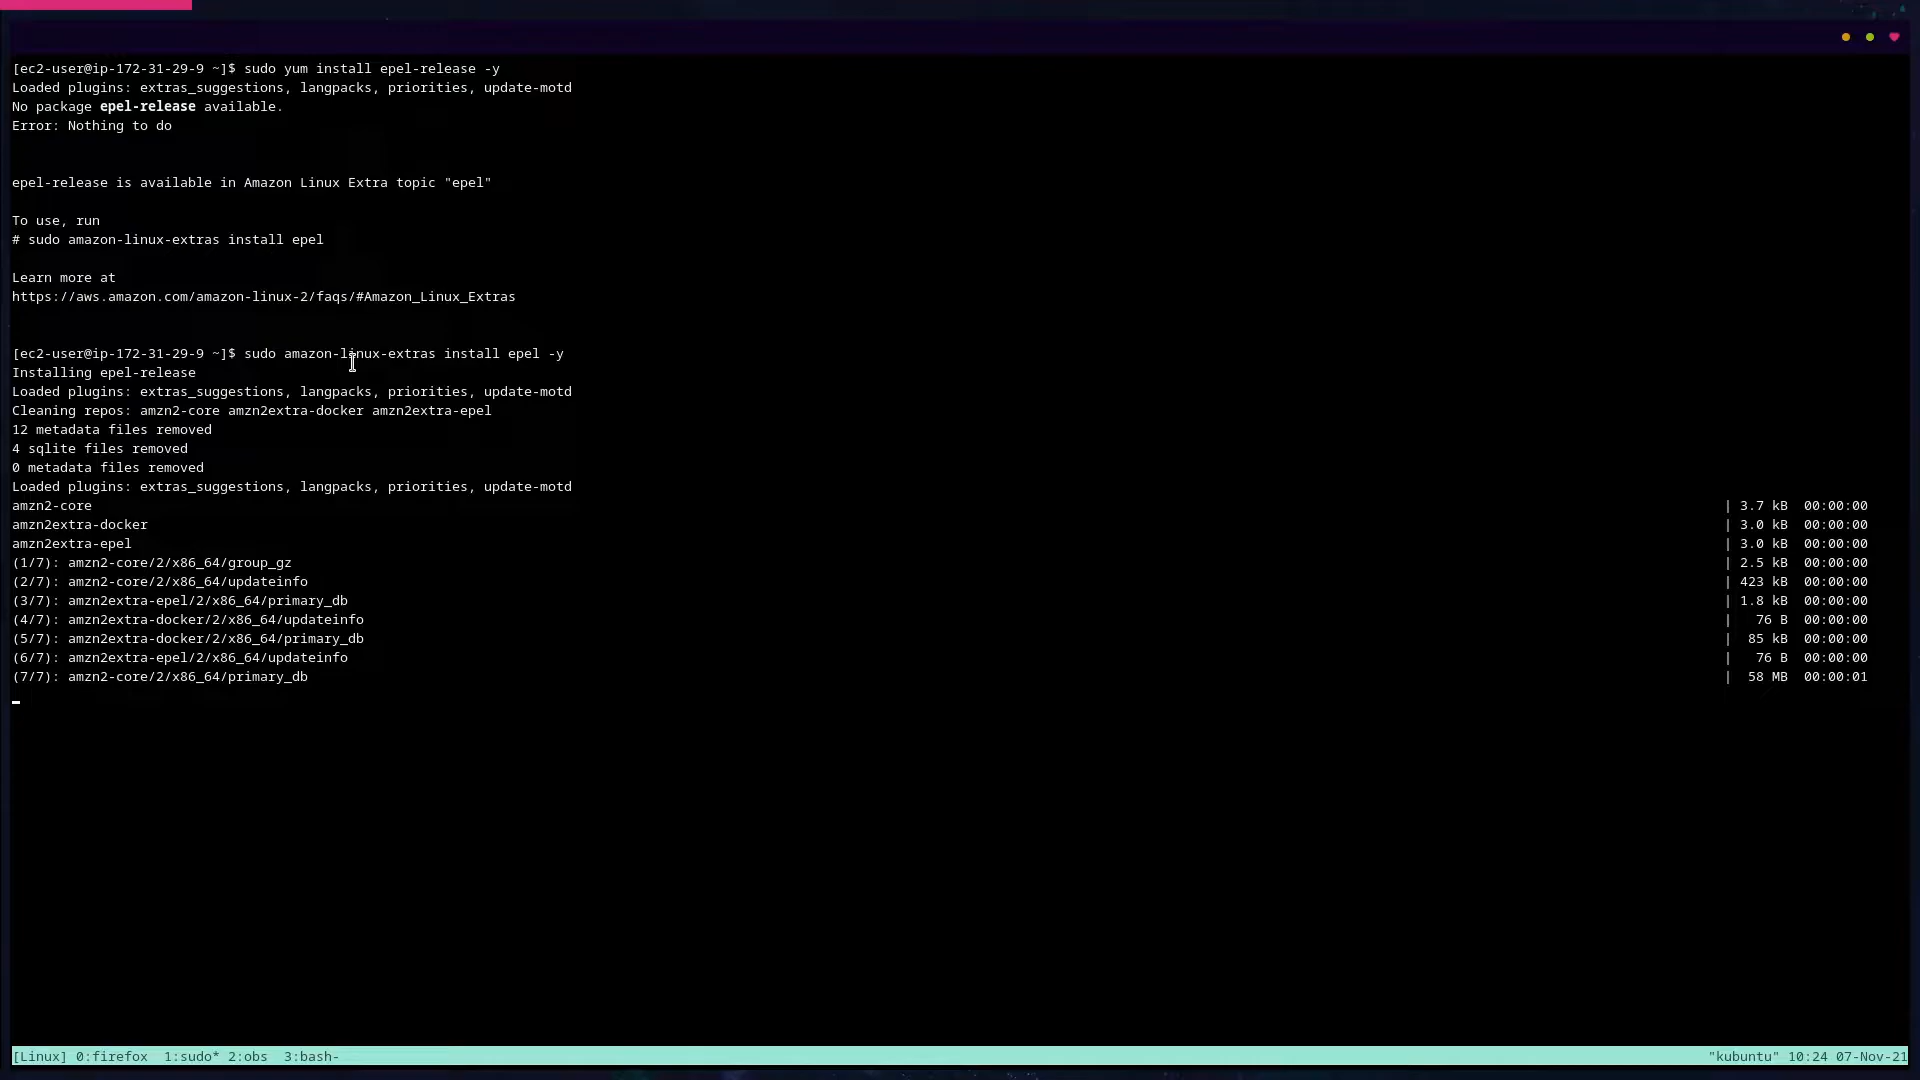 [ec2-user@ip-172-31-29-9 ~]$ sudo yum install epel-release -y
Loaded plugins: extras_suggestions, langpacks, priorities, update-motd
No package epel-release available.
Error: Nothing to do
epel-release is available in Amazon Linux Extra topic "epel"
To use, run
# sudo amazon-linux-extras install epel
Learn more at
https://aws.amazon.com/amazon-linux-2/faqs/#Amazon_Linux_Extras
[ec2-user@ip-172-31-29-9 ~]$ sudo amazon-linux-extras install epel -y
Installing epel-release
Loaded plugins: extras_suggestions, langpacks, priorities, update-motd
Cleaning repos: amzn2-core amzn2extra-docker amzn2extra-epel
12 metadata files removed
4 sqlite files removed
0 metadata files removed
Loaded plugins: extras_suggestions, langpacks, priorities, update-motd
amzn2-core | 3.7 kB 00:00:00
amzn2extra-docker | 3.0 kB 00:00:00
amzn2extra-epel | 3.0 kB 00:00:00
(1/7): amzn2-core/2/x86_64/group_gz | 2.5 kB 00:00:00
(2/7): amzn2-core/2/x86_64/updateinfo | 423 kB 00:00:00
(3/7): amzn2extra-epel/2/x86_64/primary_db | 1.8 kB 00:00:00
(4/7): amzn2extra-docker/2/x86_64/updateinfo | 76 B 00:00:00
(5/7): amzn2extra-docker/2/x86_64/primary_db | 85 kB 00:00:00
(6/7): amzn2extra-epel/2/x86_64/updateinfo | 76 B 00:00:00
(7/7): amzn2-core/2/x86_64/primary_db | 58 MB 00:00:01
[Linux] 0:firefox 1:sudo* 2:obs 3:bash- "kubuntu" 10:24 07-Nov-21